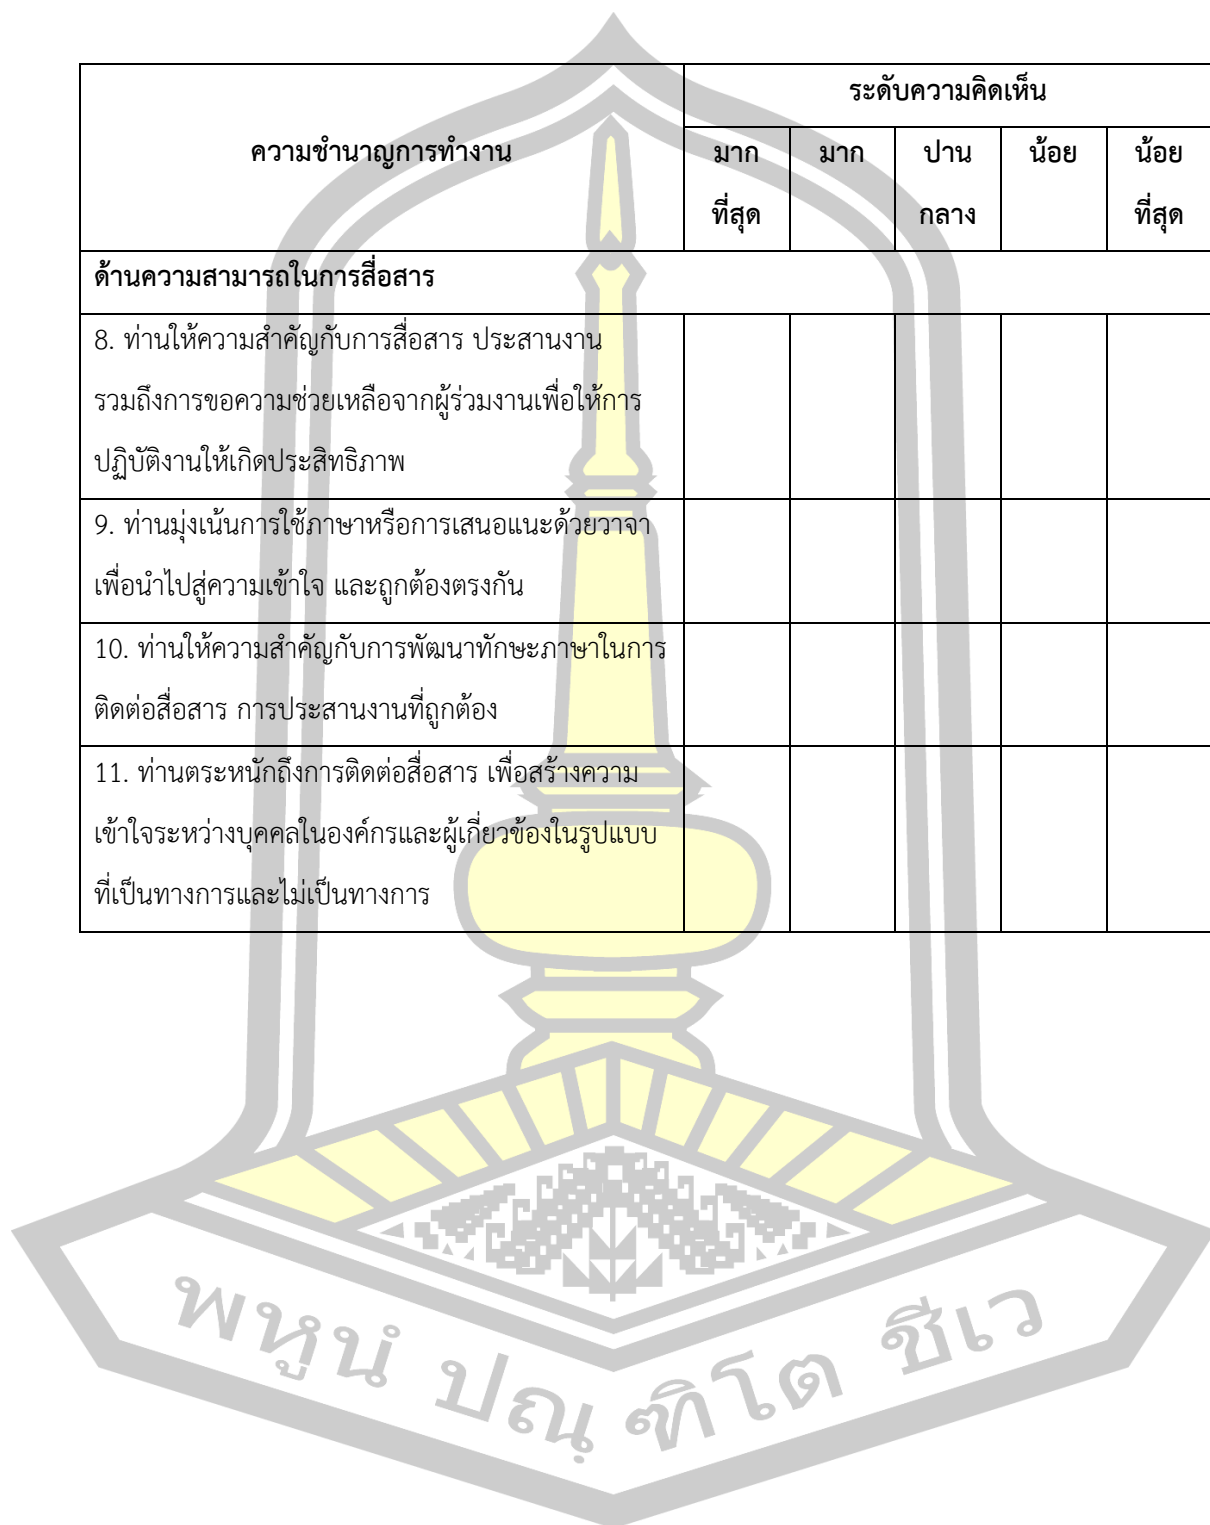 ระดับความคิดเห็น
ความชำนาญการทำงาน
มาก มาก ปาน น้อย น้อย
ที่สุด กลาง ที่สุด
ด้านความสามารถในการสื่อสาร
8. ท่านให้ความสำคัญกับการสื่อสาร ประสานงาน
รวมถึงการขอความช่วยเหลือจากผู้ร่วมงานเพื่อให้การ
ปฏิบัติงานให้เกิดประสิทธิภาพ
9. ท่านมุ่งเน้นการใช้ภาษาหรือการเสนอแนะด้วยวาจา
เพื่อนำไปสู่ความเข้าใจ และถูกต้องตรงกัน
10. ท่านให้ความสำคัญกับการพัฒนาทักษะภาษาในการ
ติดต่อสื่อสาร การประสานงานที่ถูกต้อง
11. ท่านตระหนักถึงการติดต่อสื่อสาร เพื่อสร้างความ
เข้าใจระหว่างบุคคลในองค์กรและผู้เกี่ยวข้องในรูปแบบ
ที่เป็นทางการและไม่เป็นทางการ
พหูนํ ปณฺ ฑิโต ชีเว